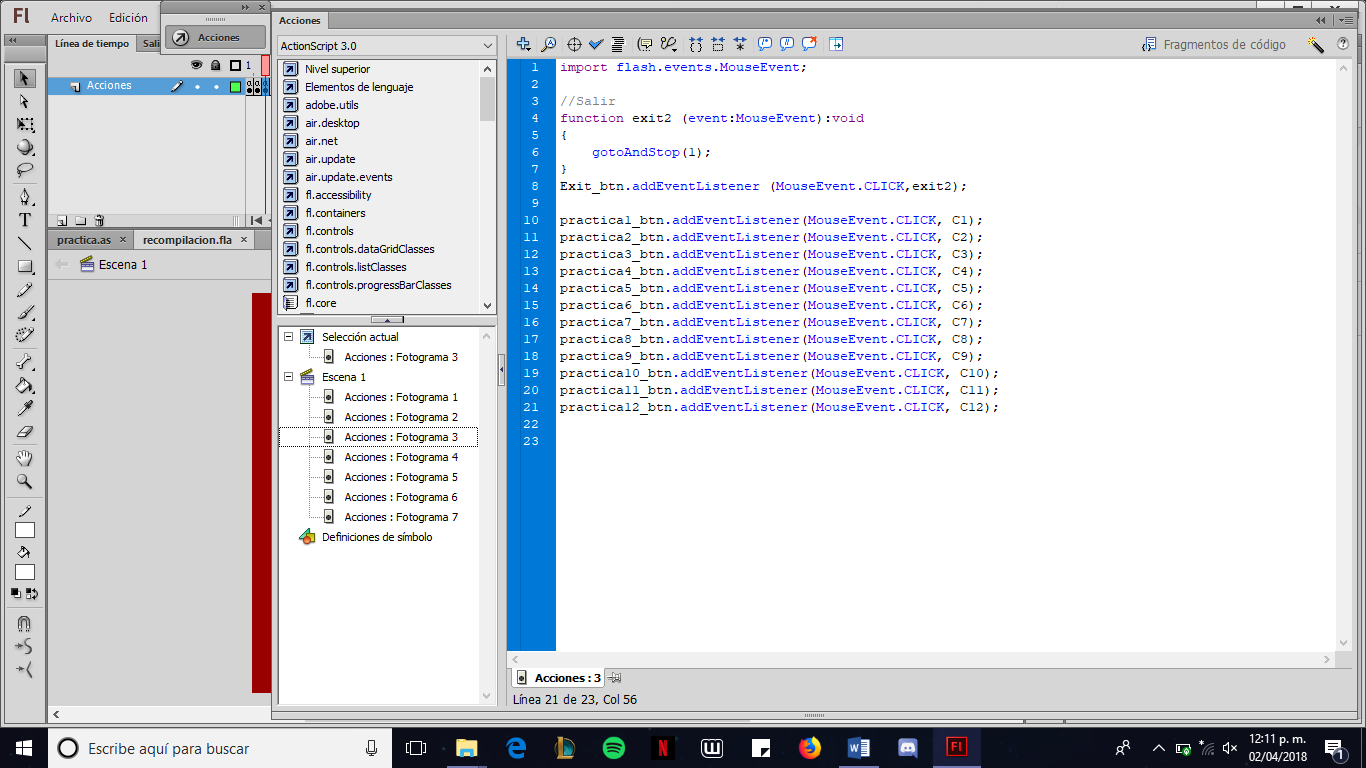 Fl Archivo Edición
Acciones
Acciones
Línea de tiempo Sali
1
Acciones
practica.as × recompilacion.fla ×
Escena 1
ActionScript 3.0
Nivel superior
Elementos de lenguaje
adobe.utils
air.desktop
air.net
air.update
air.update.events
fl.accessibility
fl.containers
fl.controls
fl.controls.dataGridClasses
fl.controls.listClasses
fl.controls.progressBarClasses
fl.core
Selección actual
Acciones : Fotograma 3
Escena 1
Acciones : Fotograma 1
Acciones : Fotograma 2
Acciones : Fotograma 3
Acciones : Fotograma 4
Acciones : Fotograma 5
Acciones : Fotograma 6
Acciones : Fotograma 7
Definiciones de símbolo
Fragmentos de código
1 import flash.events.MouseEvent;
2
3 //Salir
4 function exit2 (event:MouseEvent):void
5 {
6 gotoAndStop(1);
7 }
8 Exit_btn.addEventListener (MouseEvent.CLICK,exit2);
9
10 practica1_btn.addEventListener(MouseEvent.CLICK, C1);
11 practica2_btn.addEventListener(MouseEvent.CLICK, C2);
12 practica3_btn.addEventListener(MouseEvent.CLICK, C3);
13 practica4_btn.addEventListener(MouseEvent.CLICK, C4);
14 practica5_btn.addEventListener(MouseEvent.CLICK, C5);
15 practica6_btn.addEventListener(MouseEvent.CLICK, C6);
16 practica7_btn.addEventListener(MouseEvent.CLICK, C7);
17 practica8_btn.addEventListener(MouseEvent.CLICK, C8);
18 practica9_btn.addEventListener(MouseEvent.CLICK, C9);
19 practica10_btn.addEventListener(MouseEvent.CLICK, C10);
20 practica11_btn.addEventListener(MouseEvent.CLICK, C11);
21 practica12_btn.addEventListener(MouseEvent.CLICK, C12);
22
23
Acciones : 3
Línea 21 de 23, Col 56
Escribe aquí para buscar
Fl
12:11 p. m.
02/04/2018
1